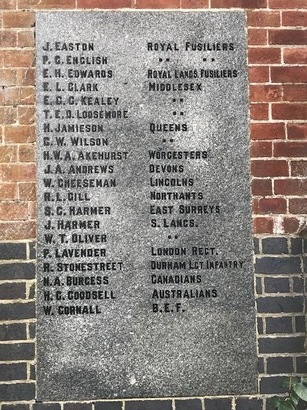 J. EASTON ROYAL FUSILIERS
P. C. ENGLISH " "
E. H. EDWARDS ROYAL LANCS. FUSILIERS
E. L. CLARK MIDDLESEX
E. C. G. KEALEY "
T. E. D. LOOSEMORE "
H. JAMIESON QUEENS
C. W. WILSON "
H. W. A. AKEHURST WORCESTERS
J. A. ANDREWS DEVONS
W. CHEESEMAN LINCOLNS
R. L. GILL NORTHANTS
S. C. HARMER EAST SURREYS
J. HARMER S. LANCS.
W. T. OLIVER "
P. LAVENDER LONDON RECT.
R. STONESTREET DURHAM LGT INFANTRY
N. A. BURGESS CANADIANS
H. C. GOODSELL AUSTRALIANS
W. CORNALL B. E. F.